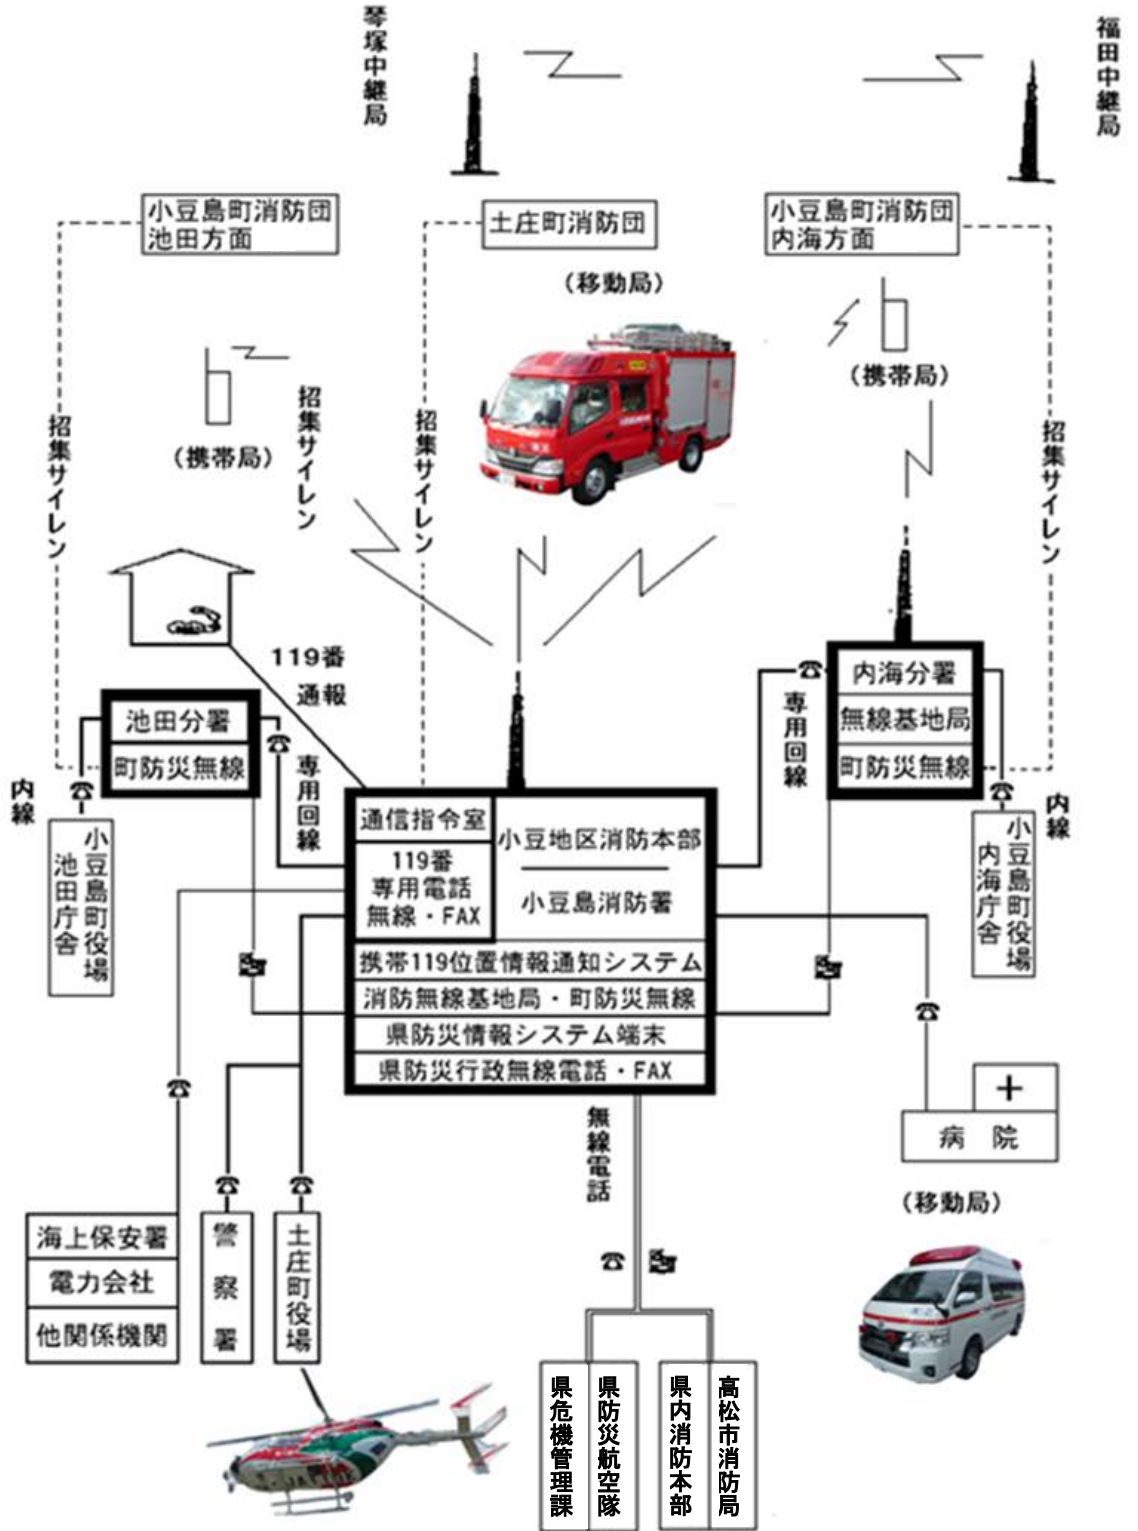 琴塚中継局
福田中継局
小豆島町消防団
池田方面
土庄町消防団
小豆島町消防団
内海方面
(移動局)
(携帯局)
(携帯局)
招集サイレン
招集サイレン
招集サイレン
招集サイレン
119番
通報
池田分署
町防災無線
専用回線
内線
小豆島町役場
池田庁舎
内海分署
無線基地局
町防災無線
専用回線
内線
小豆島町役場
内海庁舎
通信指令室
119番
専用電話
無線・FAX
小豆地区消防本部
小豆島消防署
携帯119位置情報通知システム
消防無線基地局・町防災無線
県防災情報システム端末
県防災行政無線電話・FAX
無線電話
病 院
(移動局)
海上保安署
電力会社
他関係機関
警察署
土庄町役場
県危機管理課
県防災航空隊
県内消防本部
高松市消防局